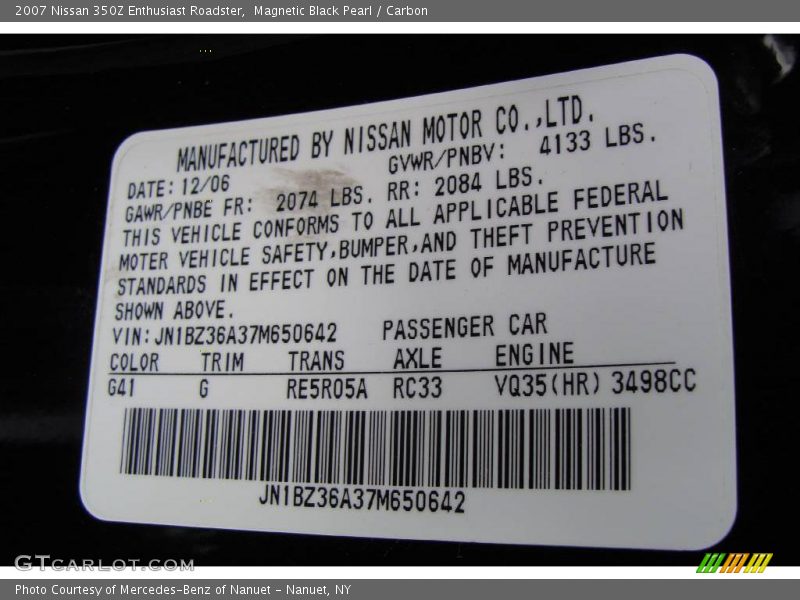 2007 Nissan 350Z Enthusiast Roadster,  Magnetic Black Pearl / Carbon
MANUFACTURED BY NISSAN MOTOR CO.,LTD.
DATE: 12/06 GVWR/PNBV: 4133 LBS.
GAWR/PNBE FR: 2074 LBS. RR: 2084 LBS.
THIS VEHICLE CONFORMS TO ALL APPLICABLE FEDERAL
MOTER VEHICLE SAFETY,BUMPER,AND THEFT PREVENTION
STANDARDS IN EFFECT ON THE DATE OF MANUFACTURE
SHOWN ABOVE.
VIN: JN1BZ36A37M650642 PASSENGER CAR
COLOR TRIM TRANS AXLE ENGINE
G41 G RE5R05A RC33 VQ35(HR) 3498CC
JN1BZ36A37M650642
GTCARLOT.COM
Photo Courtesy of Mercedes-Benz of Nanuet - Nanuet, NY